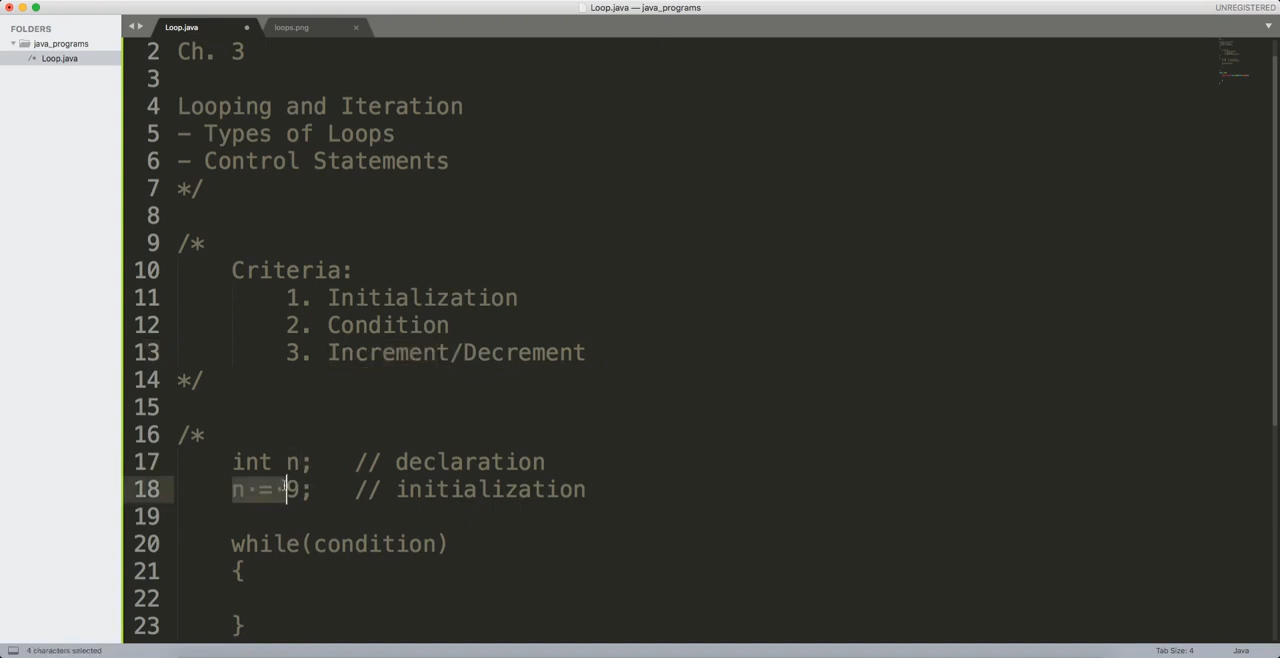 Loop.java — java_programs
UNREGISTERED
FOLDERS
java_programs
/* Loop.java
Loop.java
loops.png
2 Ch. 3
3
4 Looping and Iteration
5 - Types of Loops
6 - Control Statements
7 */
8
9 /*
10 Criteria:
11 1. Initialization
12 2. Condition
13 3. Increment/Decrement
14 */
15
16 /*
17 int n; // declaration
18 n = 9; // initialization
19
20 while(condition)
21 {
22
23 }
4 characters selected
Tab Size: 4
Java